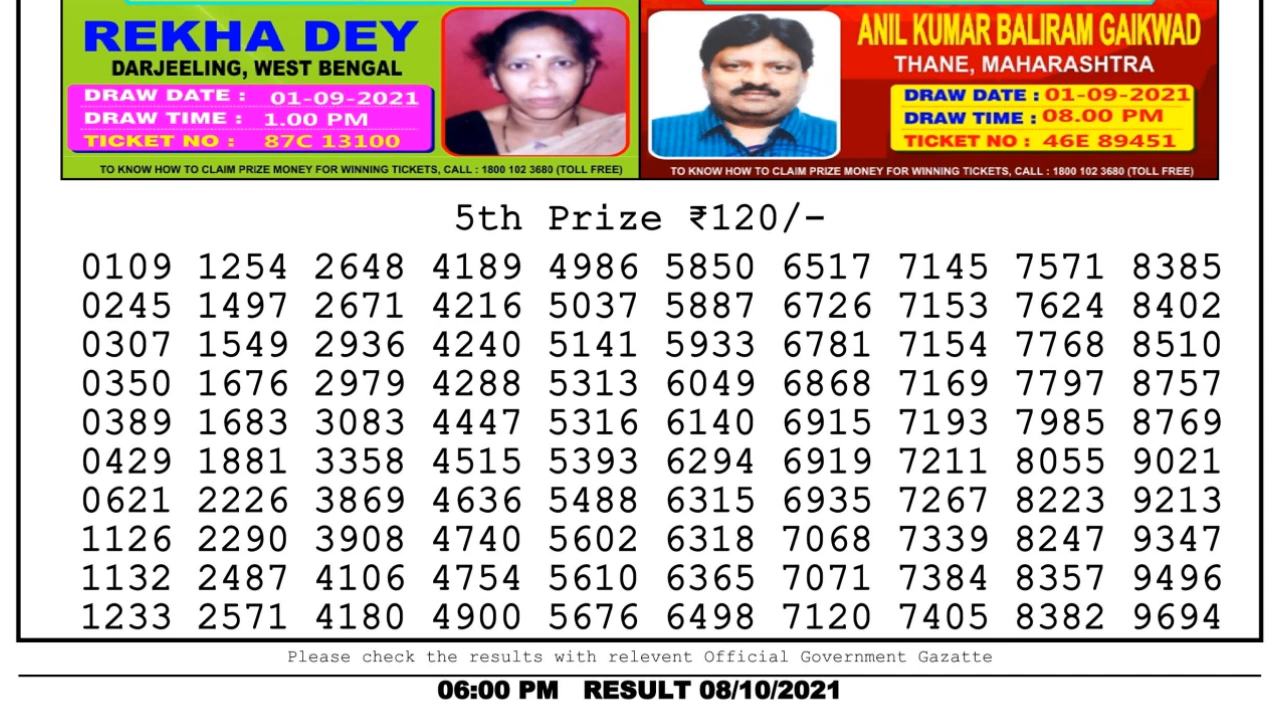 REKHA DEY
DARJEELING, WEST BENGAL
DRAW DATE : 01-09-2021
DRAW TIME : 1.00 PM
TICKET NO : 87C 13100
TO KNOW HOW TO CLAIM PRIZE MONEY FOR WINNING TICKETS, CALL : 1800 102 3680 (TOLL FREE)
ANIL KUMAR BALIRAM GAIKWAD
THANE, MAHARASHTRA
DRAW DATE : 01-09-2021
DRAW TIME : 08.00 PM
TICKET NO : 46E 89451
TO KNOW HOW TO CLAIM PRIZE MONEY FOR WINNING TICKETS, CALL : 1800 102 3680 (TOLL FREE)
5th Prize ₹120/-
0109 1254 2648 4189 4986 5850 6517 7145 7571 8385
0245 1497 2671 4216 5037 5887 6726 7153 7624 8402
0307 1549 2936 4240 5141 5933 6781 7154 7768 8510
0350 1676 2979 4288 5313 6049 6868 7169 7797 8757
0389 1683 3083 4447 5316 6140 6915 7193 7985 8769
0429 1881 3358 4515 5393 6294 6919 7211 8055 9021
0621 2226 3869 4636 5488 6315 6935 7267 8223 9213
1126 2290 3908 4740 5602 6318 7068 7339 8247 9347
1132 2487 4106 4754 5610 6365 7071 7384 8357 9496
1233 2571 4180 4900 5676 6498 7120 7405 8382 9694
Please check the results with relevent Official Government Gazatte
06:00 PM RESULT 08/10/2021